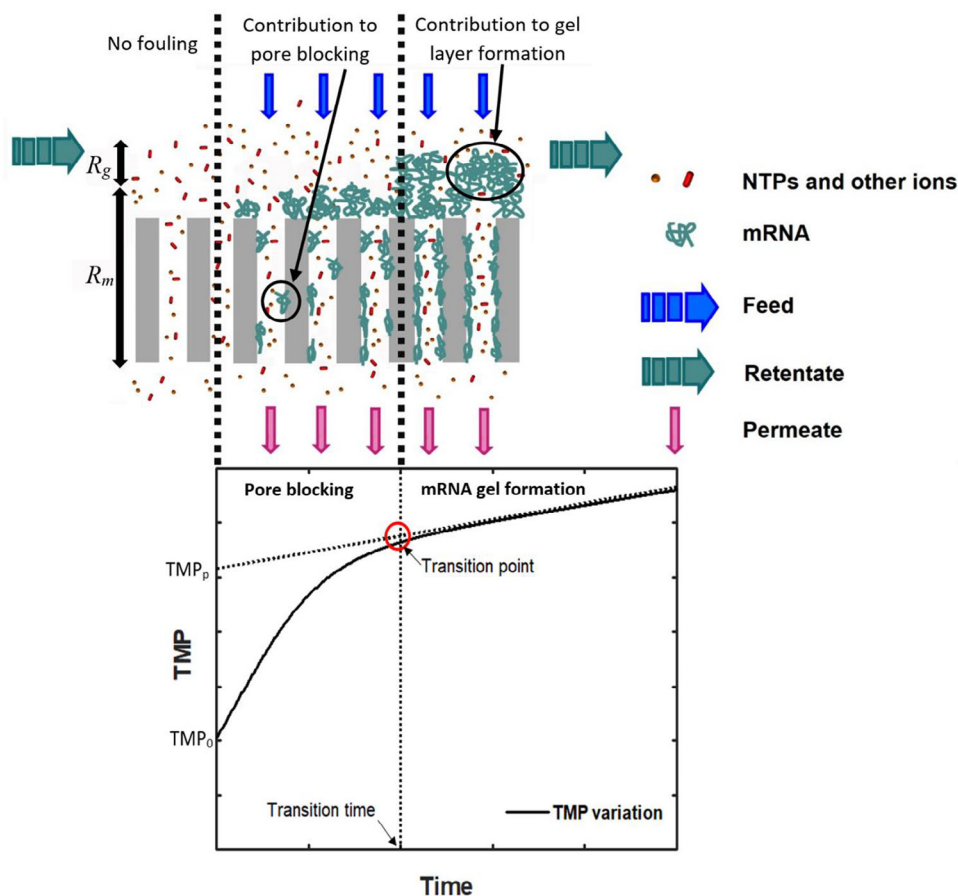 No fouling
Contribution to
pore blocking
Contribution to gel
layer formation
Rg
Rm
NTPs and other ions
mRNA
Feed
Retentate
Permeate
Pore blocking
mRNA gel formation
Transition point
TMPp
TMP
TMP0
Transition time
TMP variation
Time